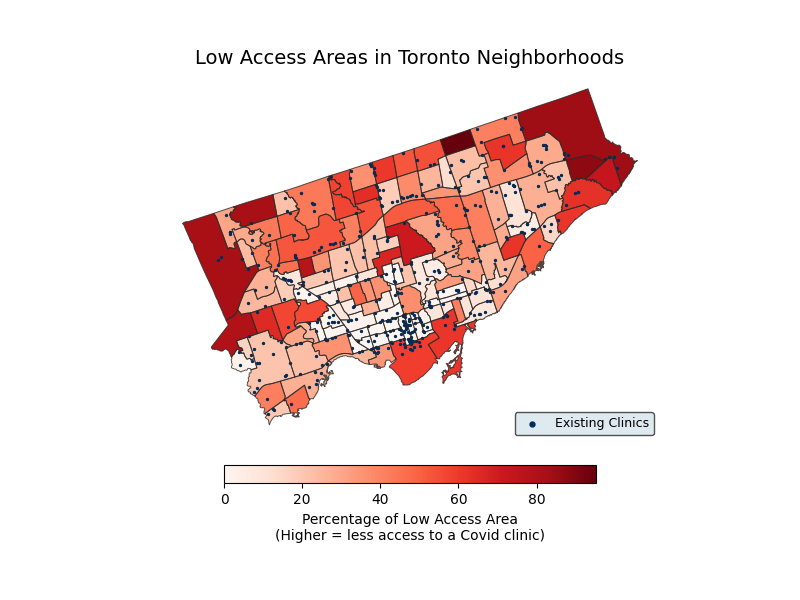 Low Access Areas in Toronto Neighborhoods
Existing Clinics
0 20 40 60 80
Percentage of Low Access Area
(Higher = less access to a Covid clinic)